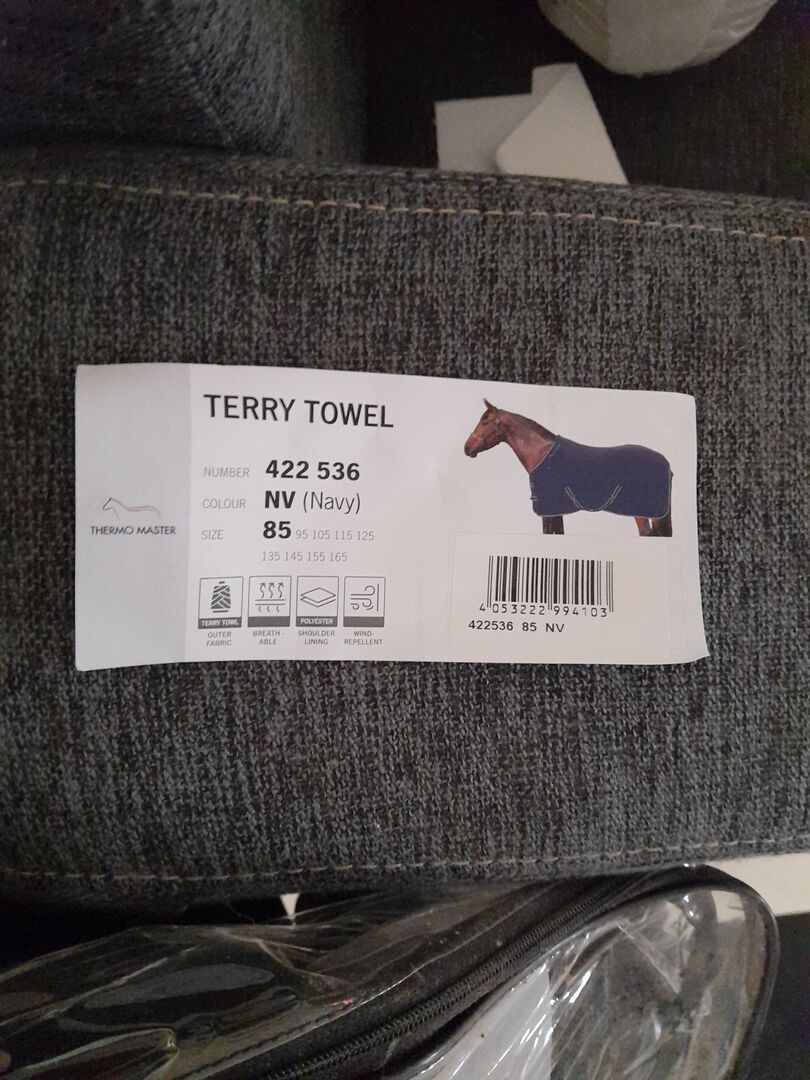 TERRY TOWEL
NUMBER 422 536
COLOUR NV (Navy)
SIZE 85 95 105 115 125
135 145 155 165
THERMO MASTER
TERRY TOWL
OUTER
FABRIC
BREATH-
ABLE
POLYESTER
SHOULDER
LINING
WIND-
REPELLENT
4 053222 994103
422536 85 NV